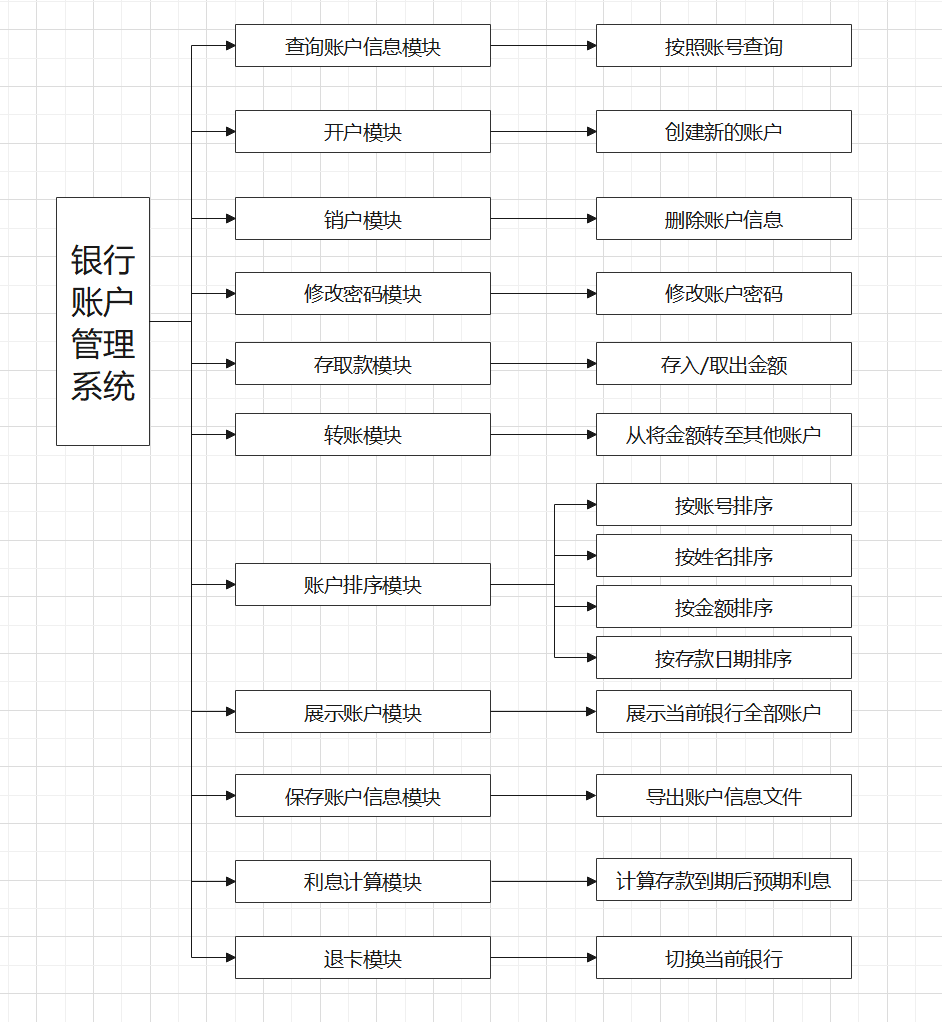 查询账户信息模块
按照账号查询
开户模块
创建新的账户
销户模块
删除账户信息
银行
账户
管理
系统
修改密码模块
修改账户密码
存取款模块
存入/取出金额
转账模块
从将金额转至其他账户
账户排序模块
按账号排序
按姓名排序
按金额排序
按存款日期排序
展示账户模块
展示当前银行全部账户
保存账户信息模块
导出账户信息文件
利息计算模块
计算存款到期后预期利息
退卡模块
切换当前银行